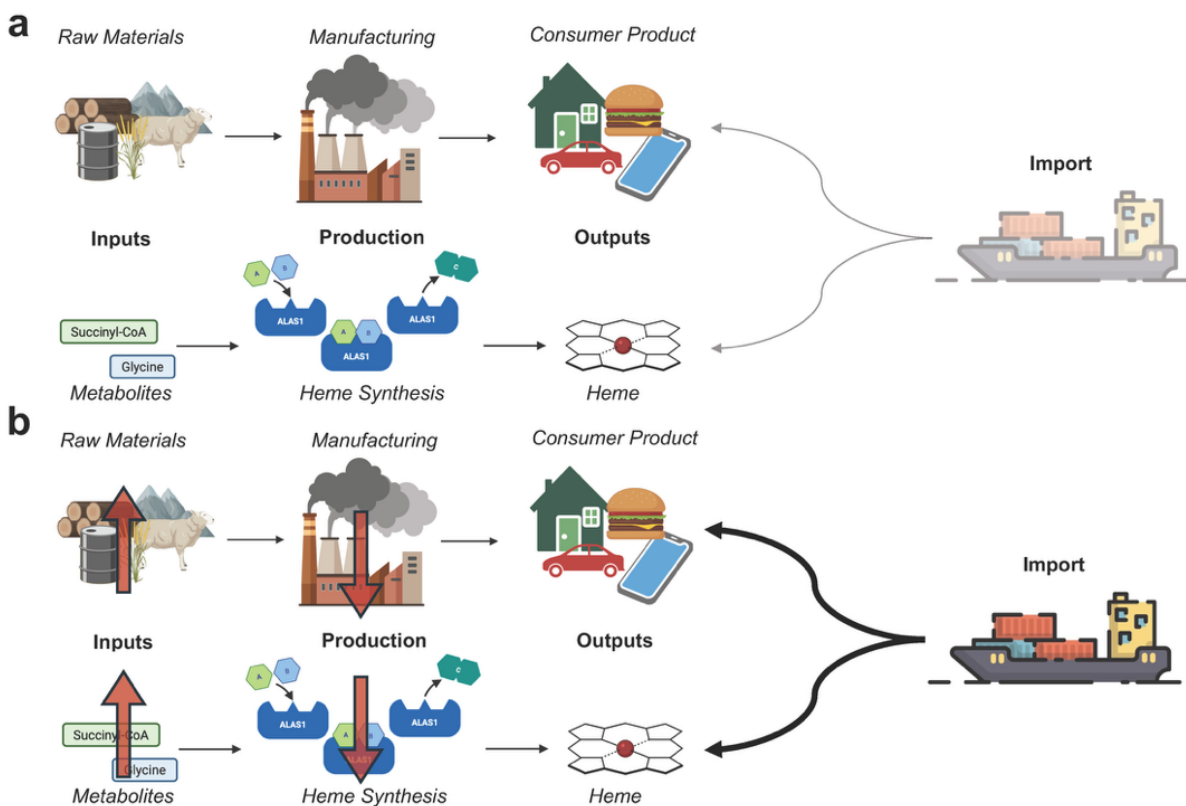 a
Raw Materials
Manufacturing
Consumer Product
Import
Inputs
Production
Outputs
A
B
C
ALAS1
ALAS1
A
B
ALAS1
Succinyl-CoA
Glycine
Metabolites
Heme Synthesis
Heme
b
Raw Materials
Manufacturing
Consumer Product
Import
Inputs
Production
Outputs
A
B
C
ALAS1
ALAS1
A
B
ALAS1
Succinyl-CoA
Glycine
Metabolites
Heme Synthesis
Heme